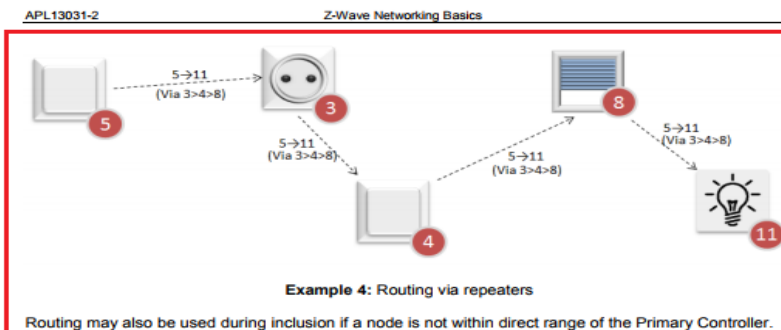 APL13031-2 Z-Wave Networking Basics
5→11
(Via 3>4>8)
5
3
5→11
(Via 3>4>8)
4
5→11
(Via 3>4>8)
8
5→11
(Via 3>4>8)
11
Example 4: Routing via repeaters
Routing may also be used during inclusion if a node is not within direct range of the Primary Controller.